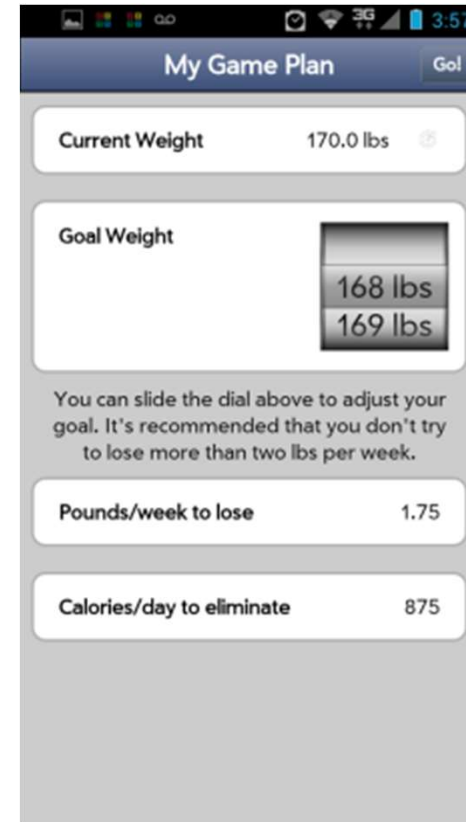 3G 3:57
My Game Plan Go!
Current Weight 170.0 lbs
Goal Weight
168 lbs
169 lbs
You can slide the dial above to adjust your
goal. It's recommended that you don't try
to lose more than two lbs per week.
Pounds/week to lose 1.75
Calories/day to eliminate 875